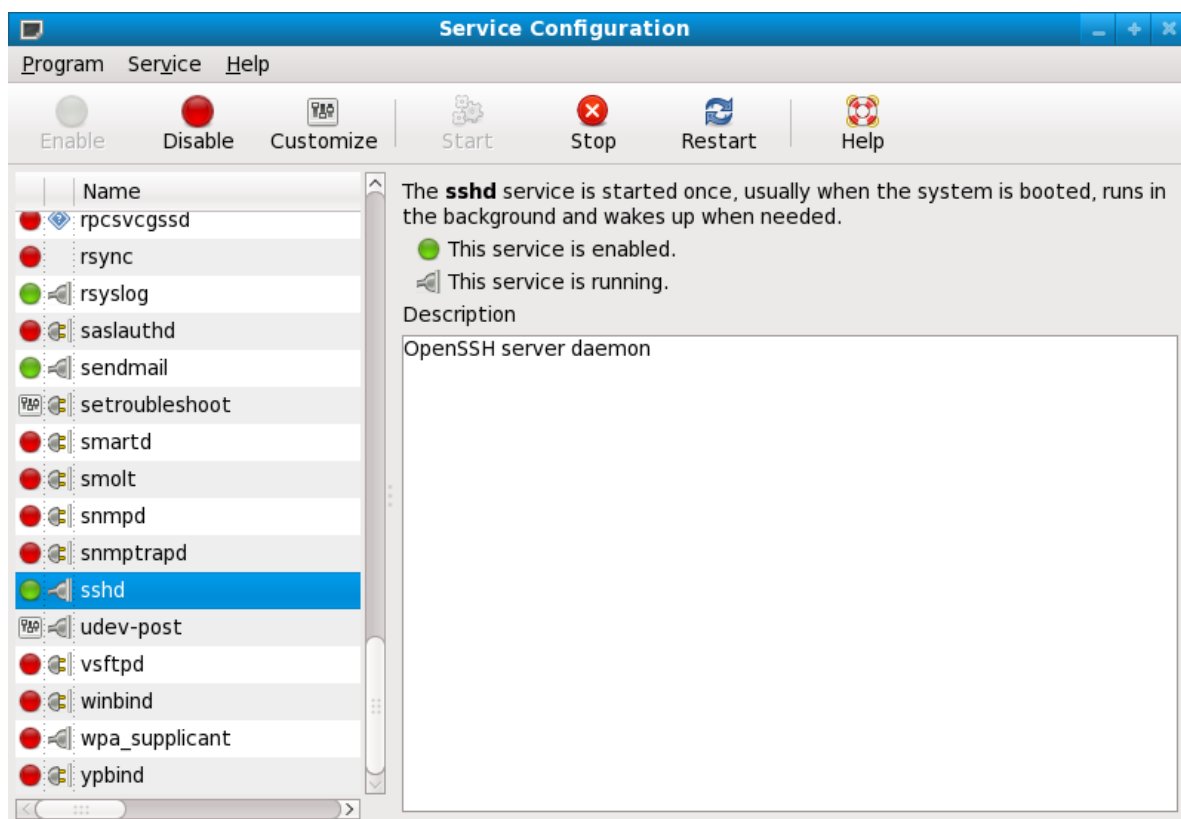 Service Configuration
Program Service Help
Enable Disable Customize Start Stop Restart Help
Name
rpcsvcgssd
rsync
rsyslog
saslauthd
sendmail
setroubleshoot
smartd
smolt
snmpd
snmptrapd
sshd
udev-post
vsftpd
winbind
wpa_supplicant
ypbind
The sshd service is started once, usually when the system is booted, runs in
the background and wakes up when needed.
This service is enabled.
This service is running.
Description
OpenSSH server daemon